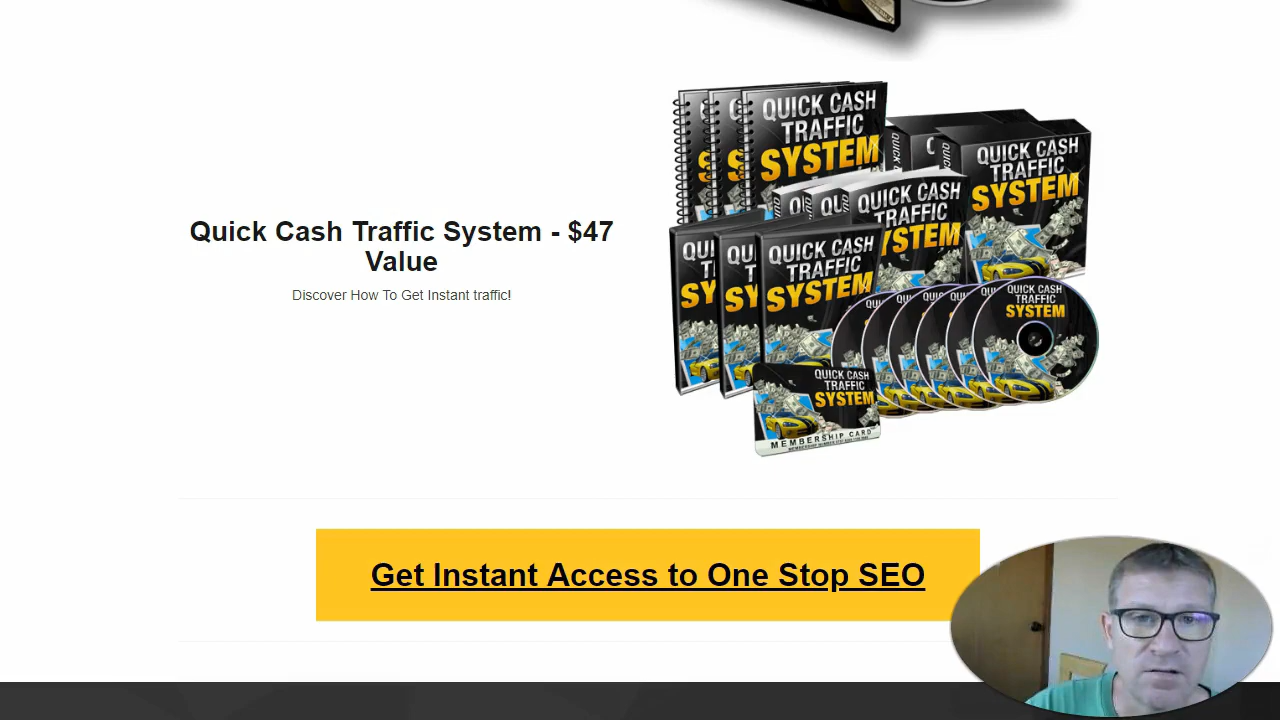 QUICK CASH
TRAFFIC
SYSTEM
QUICK CASH
TRAFFIC
SYSTEM
QUICK CASH
TRAFFIC
SYSTEM
QUICK CASH
TRAFFIC
SYSTEM
QUICK CASH
TRAFFIC
SYSTEM
QUICK CASH
TRAFFIC
SYSTEM
MEMBERSHIP CARD
Quick Cash Traffic System - $47
Value
Discover How To Get Instant traffic!
Get Instant Access to One Stop SEO